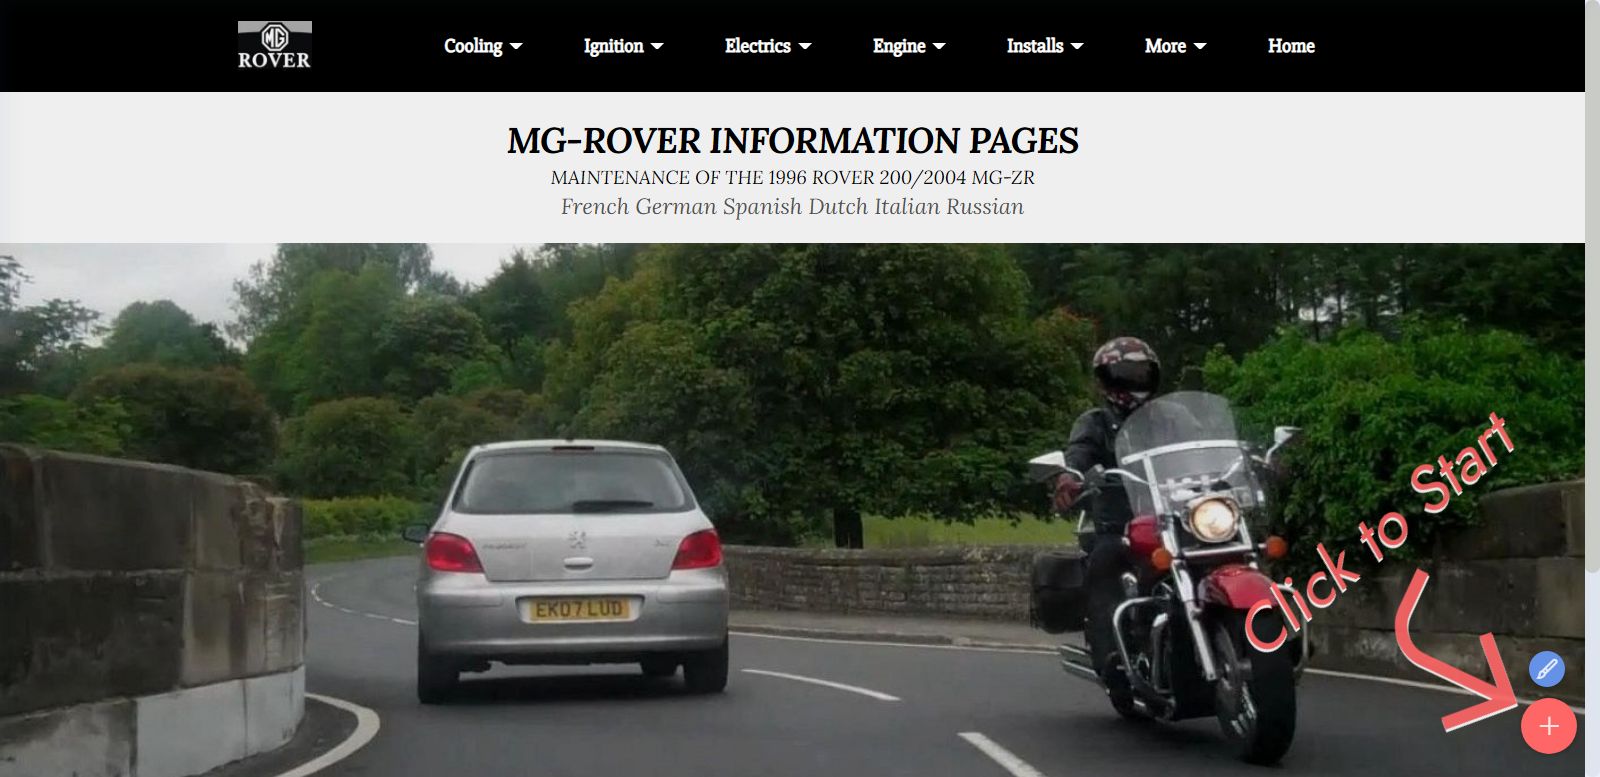 MG
ROVER
Cooling
Ignition
Electrics
Engine
Installs
More
Home
MG-ROVER INFORMATION PAGES
MAINTENANCE OF THE 1996 ROVER 200/2004 MG-ZR
French German Spanish Dutch Italian Russian
PEUGEOT
EK07 LUD
Click to Start